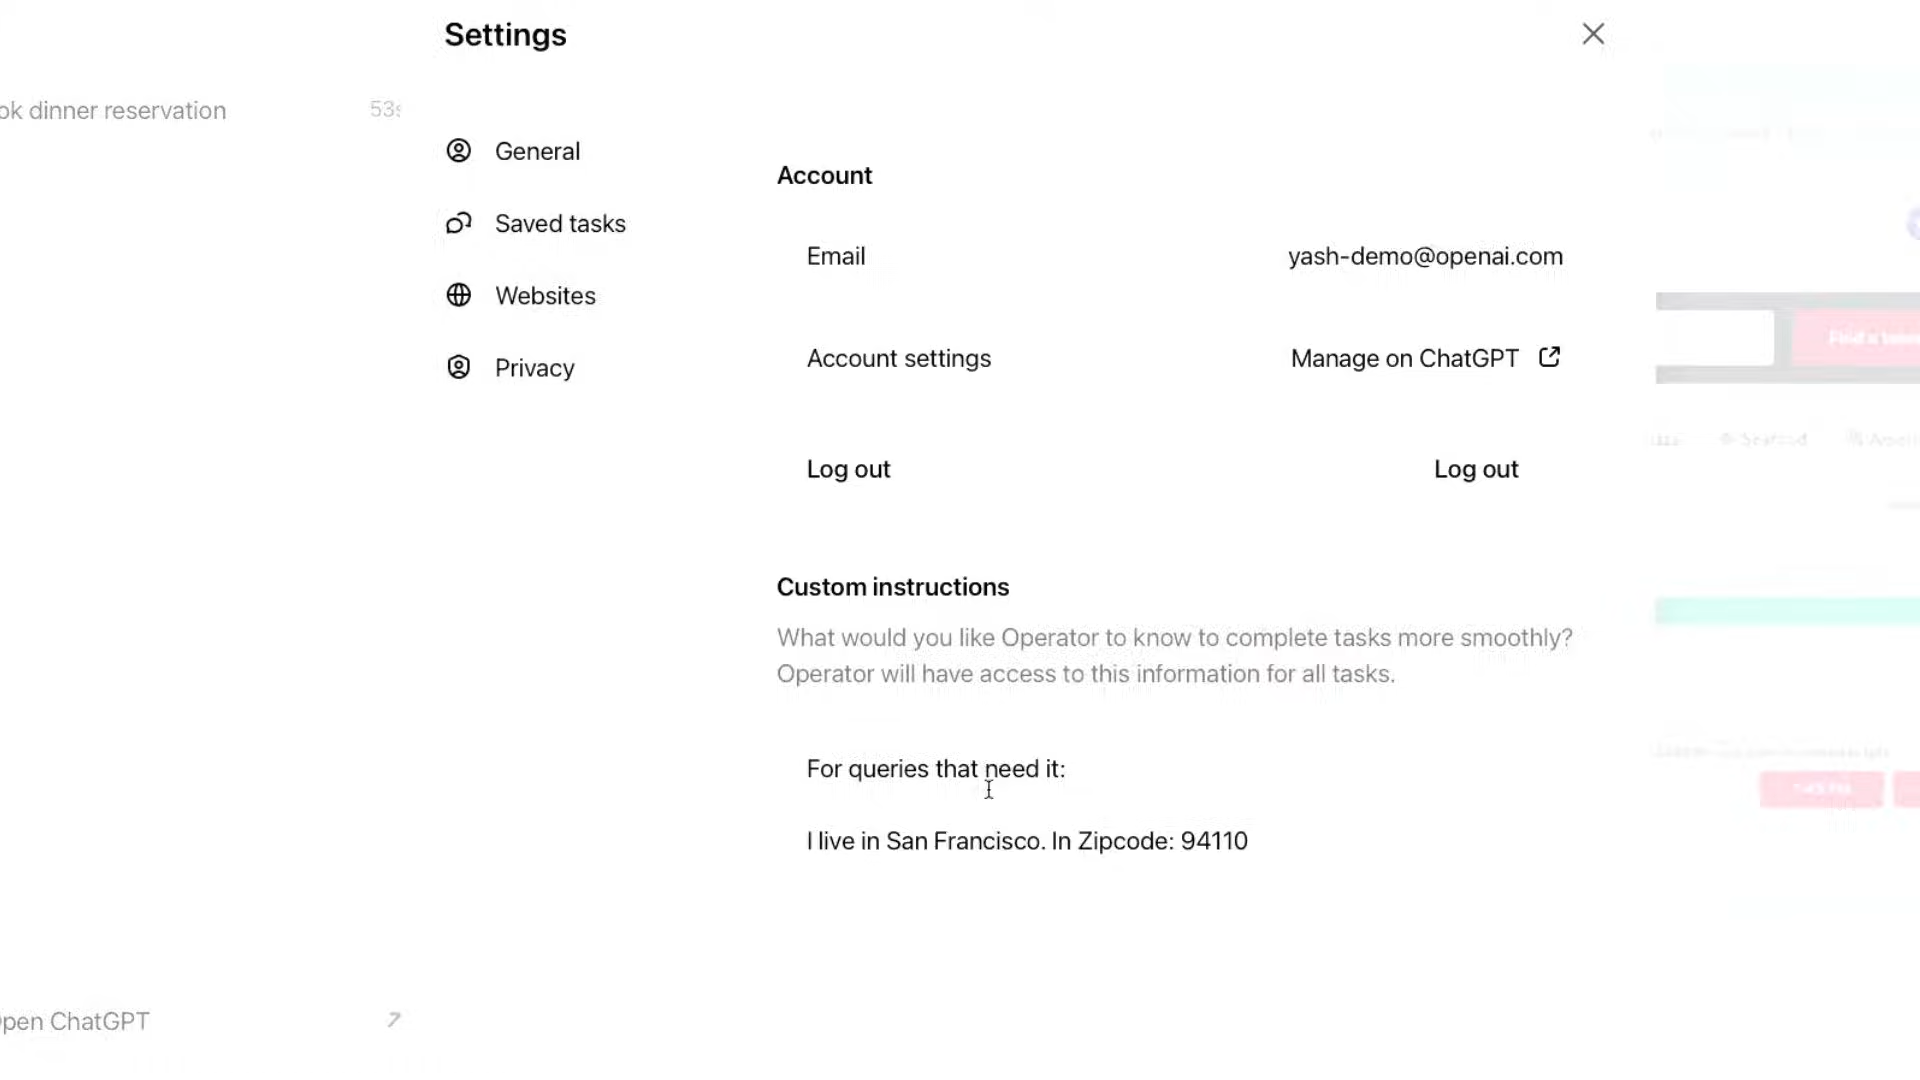 Settings
ok dinner reservation
General
Account
Saved tasks
Email yash-demo@openai.com
Websites
Account settings Manage on ChatGPT
Privacy
Log out Log out
Custom instructions
What would you like Operator to know to complete tasks more smoothly?
Operator will have access to this information for all tasks.
For queries that need it:
I live in San Francisco. In Zipcode: 94110
pen ChatGPT